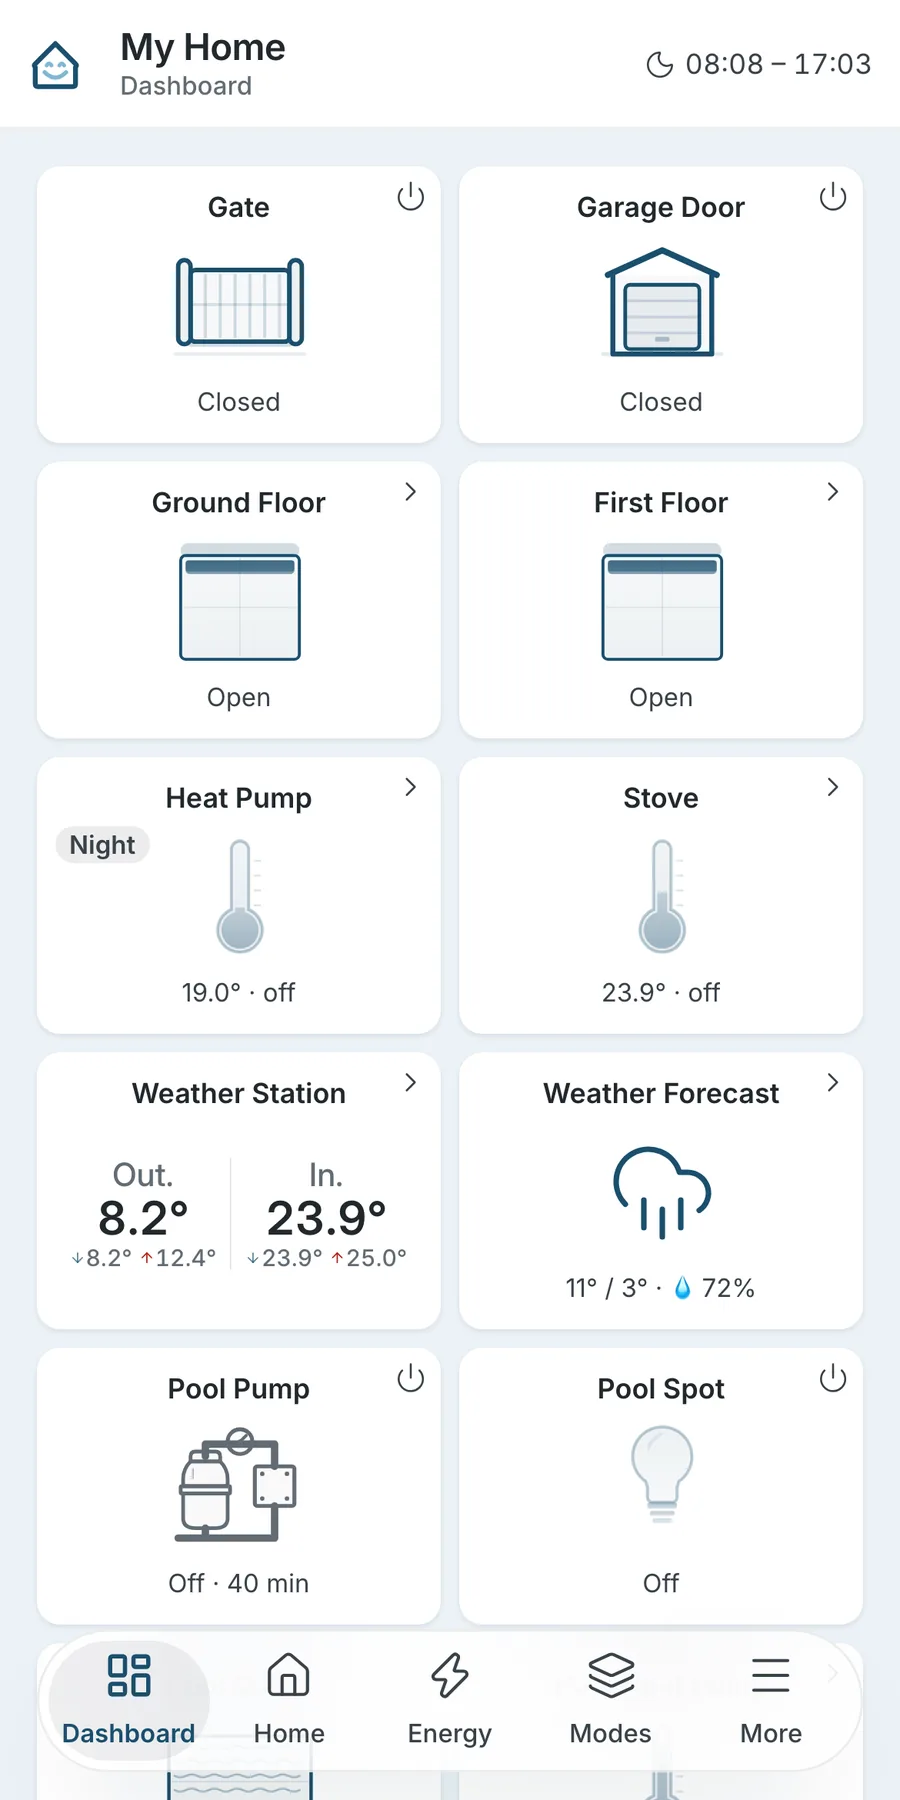 My Home
Dashboard
08:08 – 17:03
Gate
Closed
Garage Door
Closed
Ground Floor
Open
First Floor
Open
Heat Pump
Night
19.0° · off
Stove
23.9° · off
Weather Station
Out.
8.2°
↓8.2° ↑12.4°
In.
23.9°
↓23.9° ↑25.0°
Weather Forecast
11° / 3° · 💧 72%
Pool Pump
Off · 40 min
Pool Spot
Off
Dashboard
Home
Energy
Modes
More